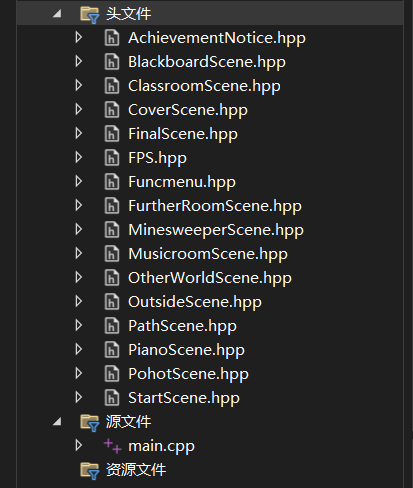 头文件
AchievementNotice.hpp
BlackboardScene.hpp
ClassroomScene.hpp
CoverScene.hpp
FinalScene.hpp
FPS.hpp
Funcmenu.hpp
FurtherRoomScene.hpp
MinesweeperScene.hpp
MusicroomScene.hpp
OtherWorldScene.hpp
OutsideScene.hpp
PathScene.hpp
PianoScene.hpp
PohotScene.hpp
StartScene.hpp
源文件
main.cpp
资源文件